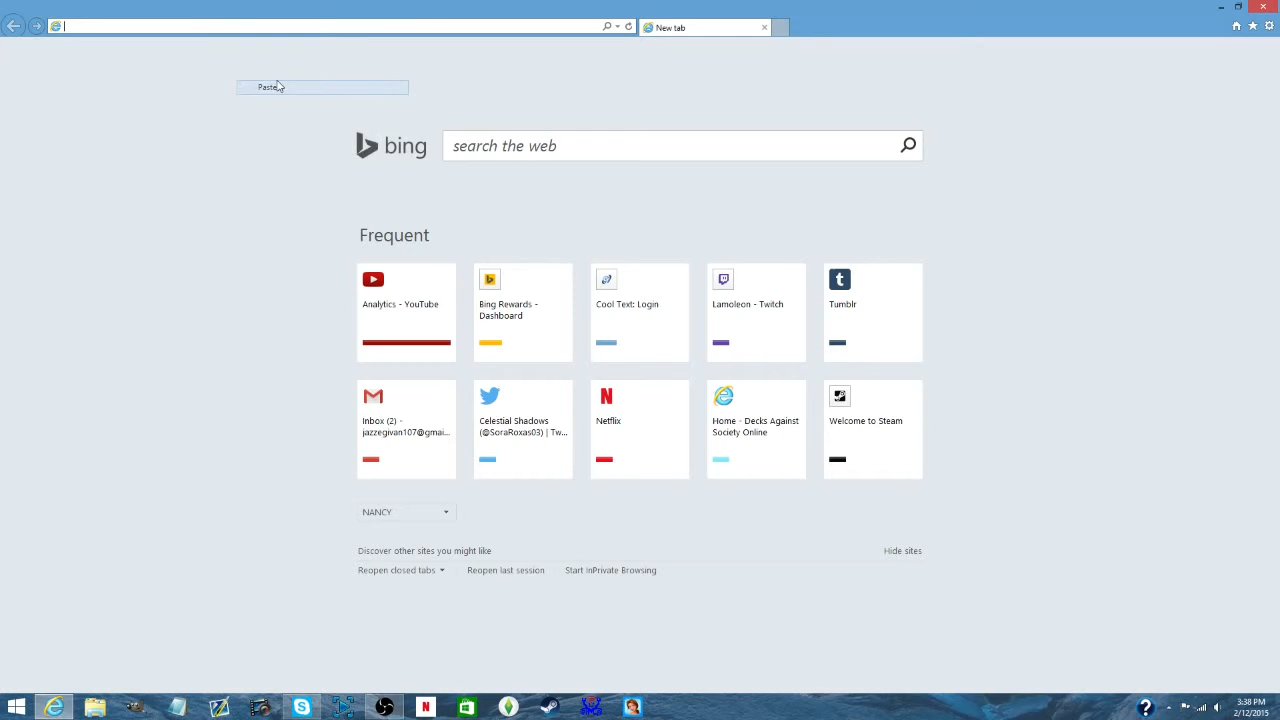 New tab
Paste
bing
search the web
Frequent
Analytics - YouTube
Bing Rewards -
Dashboard
Cool Text: Login
Lamoleon - Twitch
Tumblr
Inbox (2) -
jazzegivan107@gmai...
Celestial Shadows
(@SoraRoxas03) | Tw...
Netflix
Home - Decks Against
Society Online
Welcome to Steam
NANCY
Discover other sites you might like
Hide sites
Reopen closed tabs
Reopen last session
Start InPrivate Browsing
3:38 PM
2/12/2015